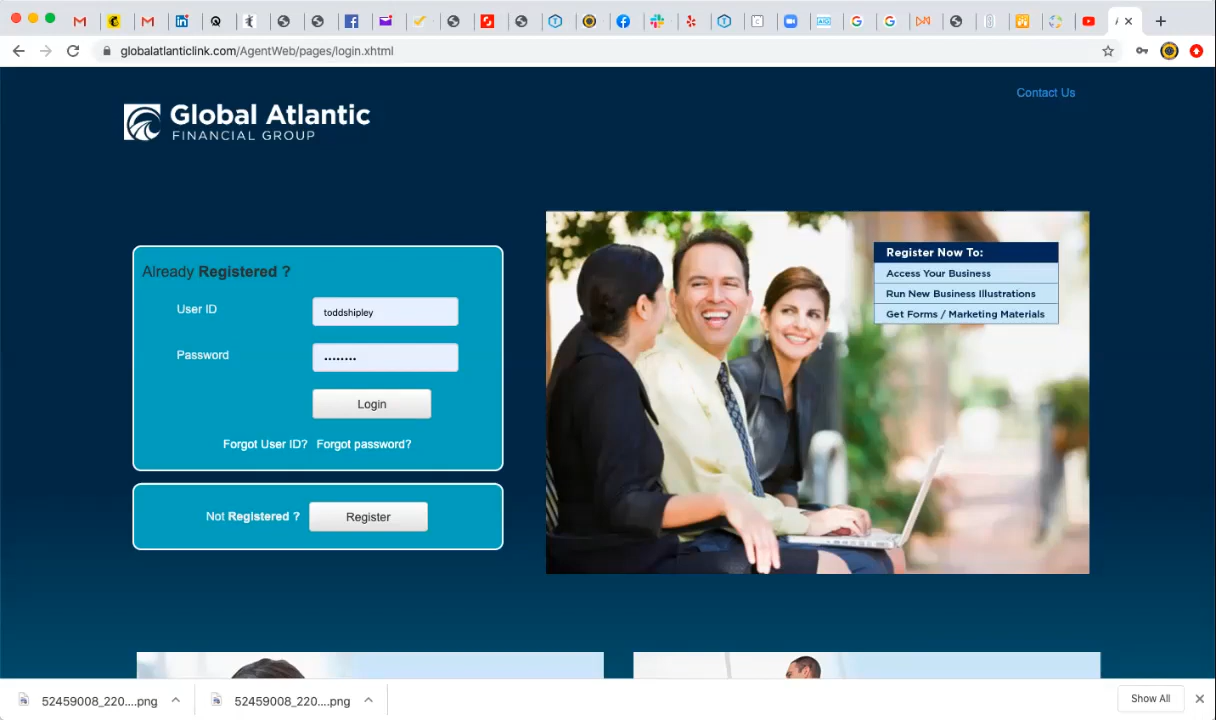 globalatlanticlink.com/AgentWeb/pages/login.xhtml
Contact Us
Global Atlantic
FINANCIAL GROUP
Already Registered ?
User ID
toddshipley
Password
Login
Forgot User ID? Forgot password?
Not Registered ?
Register
Register Now To:
Access Your Business
Run New Business Illustrations
Get Forms / Marketing Materials
52459008_220....png
52459008_220....png
Show All